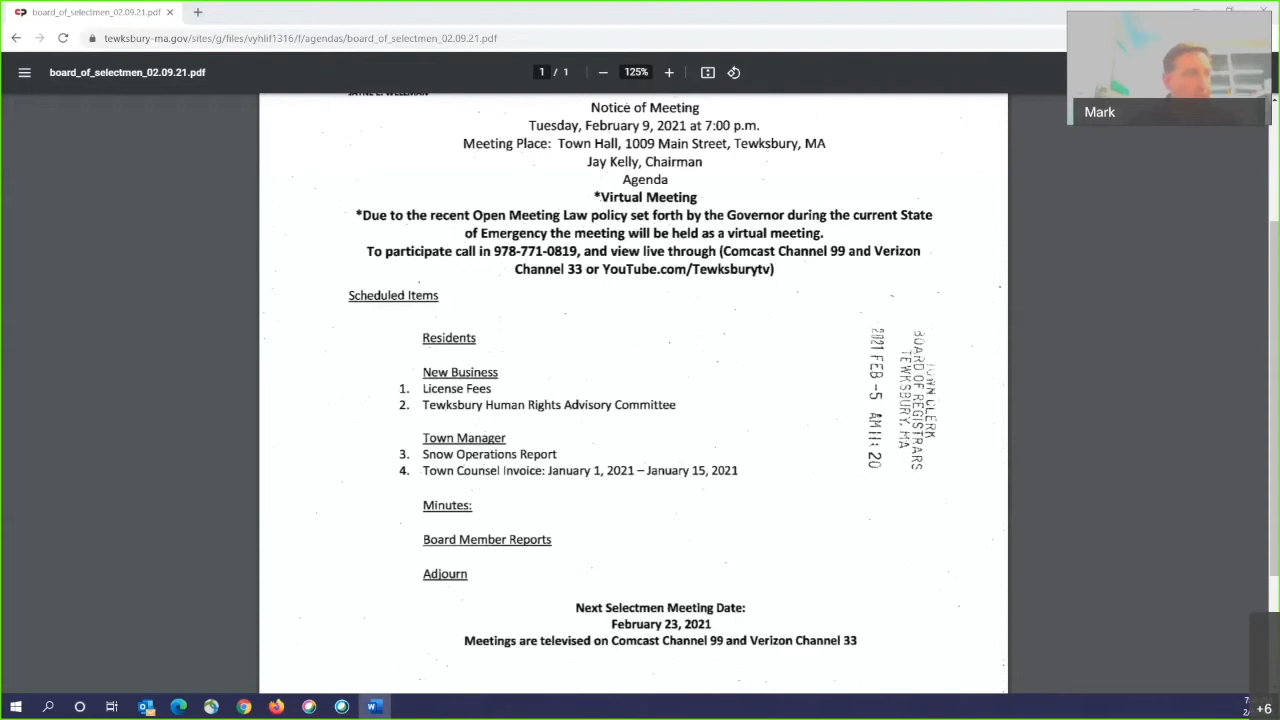 board_of_selectmen_02.09.21.pdf
tewksbury-ma.gov/sites/g/files/vyhlif1316/f/agendas/board_of_selectmen_02.09.21.pdf
board_of_selectmen_02.09.21.pdf
1 / 1
125%
Mark
Notice of Meeting
Tuesday, February 9, 2021 at 7:00 p.m.
Meeting Place: Town Hall, 1009 Main Street, Tewksbury, MA
Jay Kelly, Chairman
Agenda
*Virtual Meeting
*Due to the recent Open Meeting Law policy set forth by the Governor during the current State
of Emergency the meeting will be held as a virtual meeting.
To participate call in 978-771-0819, and view live through (Comcast Channel 99 and Verizon
Channel 33 or YouTube.com/Tewksburytv)
Scheduled Items
Residents
New Business
1. License Fees
2. Tewksbury Human Rights Advisory Committee
Town Manager
3. Snow Operations Report
4. Town Counsel Invoice: January 1, 2021 – January 15, 2021
Minutes:
Board Member Reports
Adjourn
TOWN CLERK
BOARD OF REGISTRARS
TEWKSBURY, MA
2021 FEB -5 AM 11: 20
Next Selectmen Meeting Date:
February 23, 2021
Meetings are televised on Comcast Channel 99 and Verizon Channel 33
+6